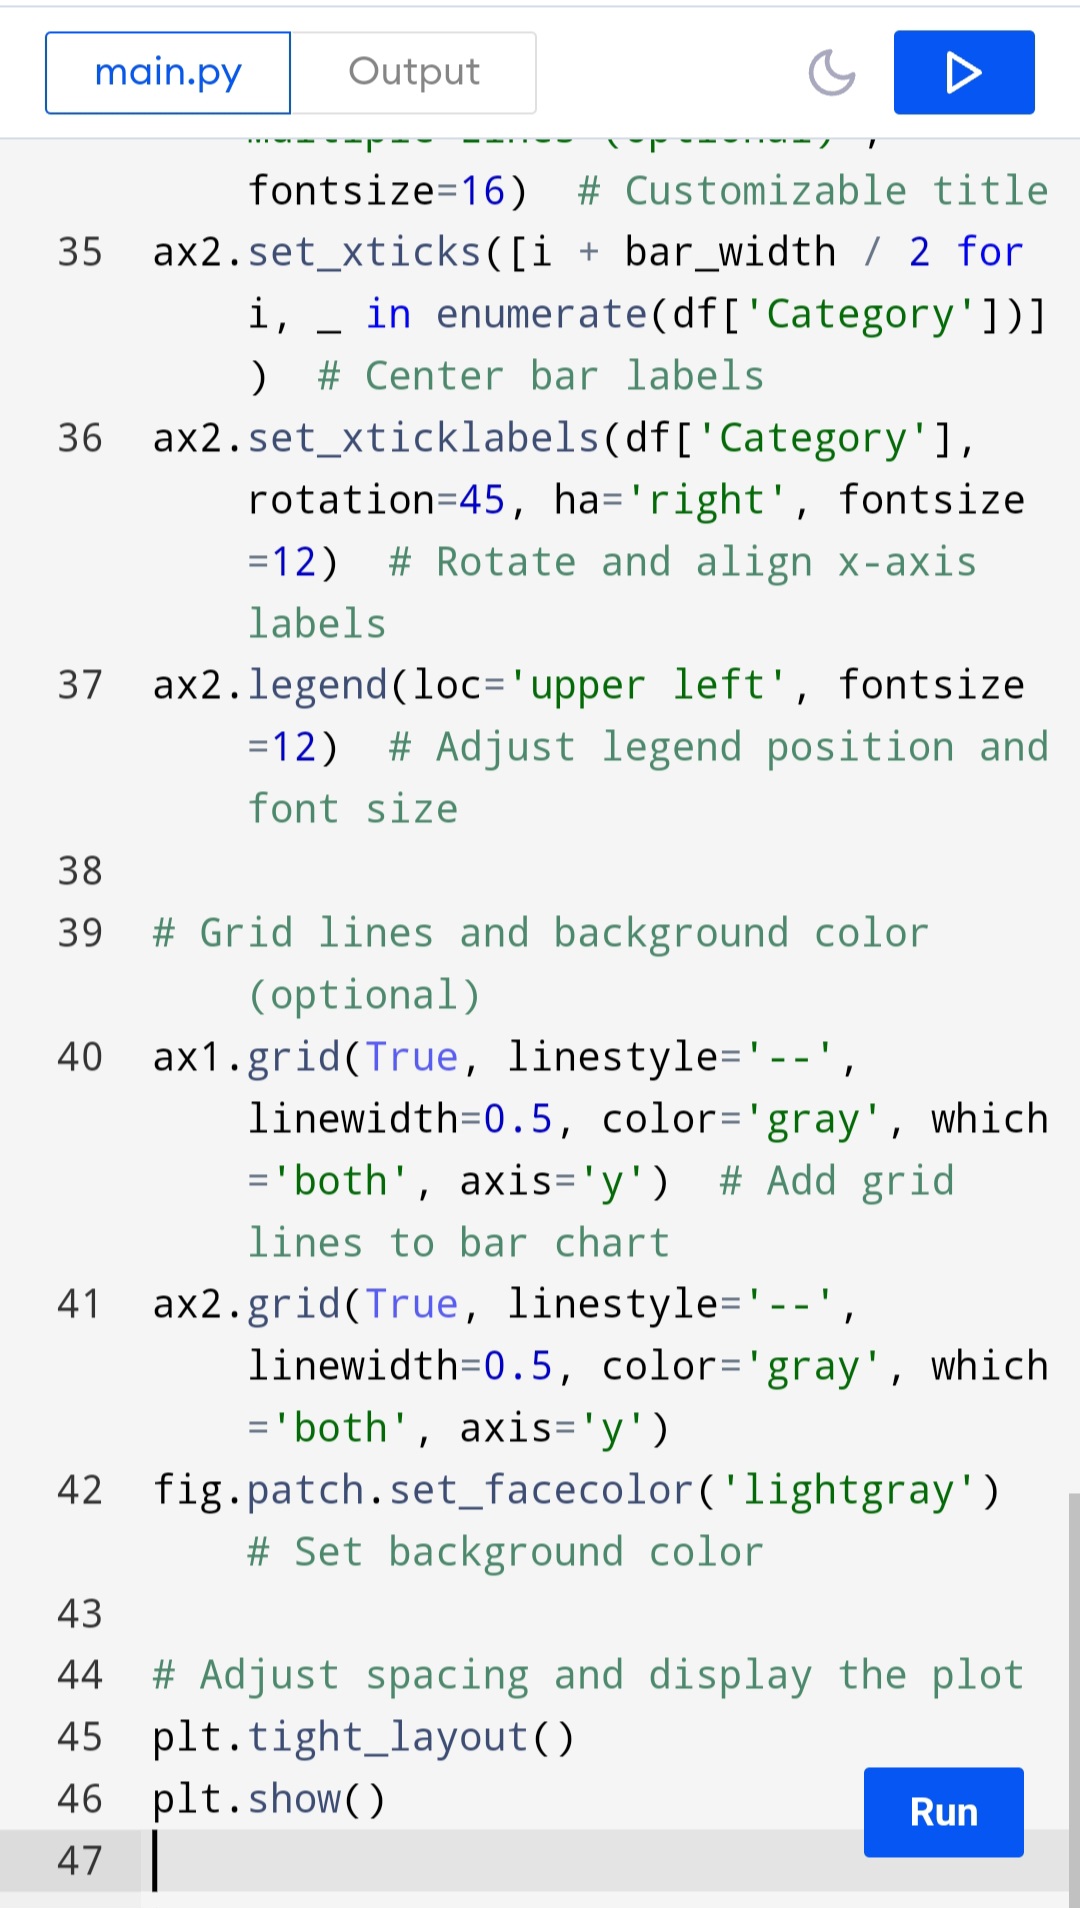 main.py
Output
multiple lines (optional)',
fontsize=16)  # Customizable title
35 ax2.set_xticks([i + bar_width / 2 for
i, _ in enumerate(df['Category'])]
)  # Center bar labels
36 ax2.set_xticklabels(df['Category'],
rotation=45, ha='right', fontsize
=12)  # Rotate and align x-axis
labels
37 ax2.legend(loc='upper left', fontsize
=12)  # Adjust legend position and
font size
38
39 # Grid lines and background color
(optional)
40 ax1.grid(True, linestyle='--',
linewidth=0.5, color='gray', which
='both', axis='y')  # Add grid
lines to bar chart
41 ax2.grid(True, linestyle='--',
linewidth=0.5, color='gray', which
='both', axis='y')
42 fig.patch.set_facecolor('lightgray')
# Set background color
43
44 # Adjust spacing and display the plot
45 plt.tight_layout()
46 plt.show()
Run
47